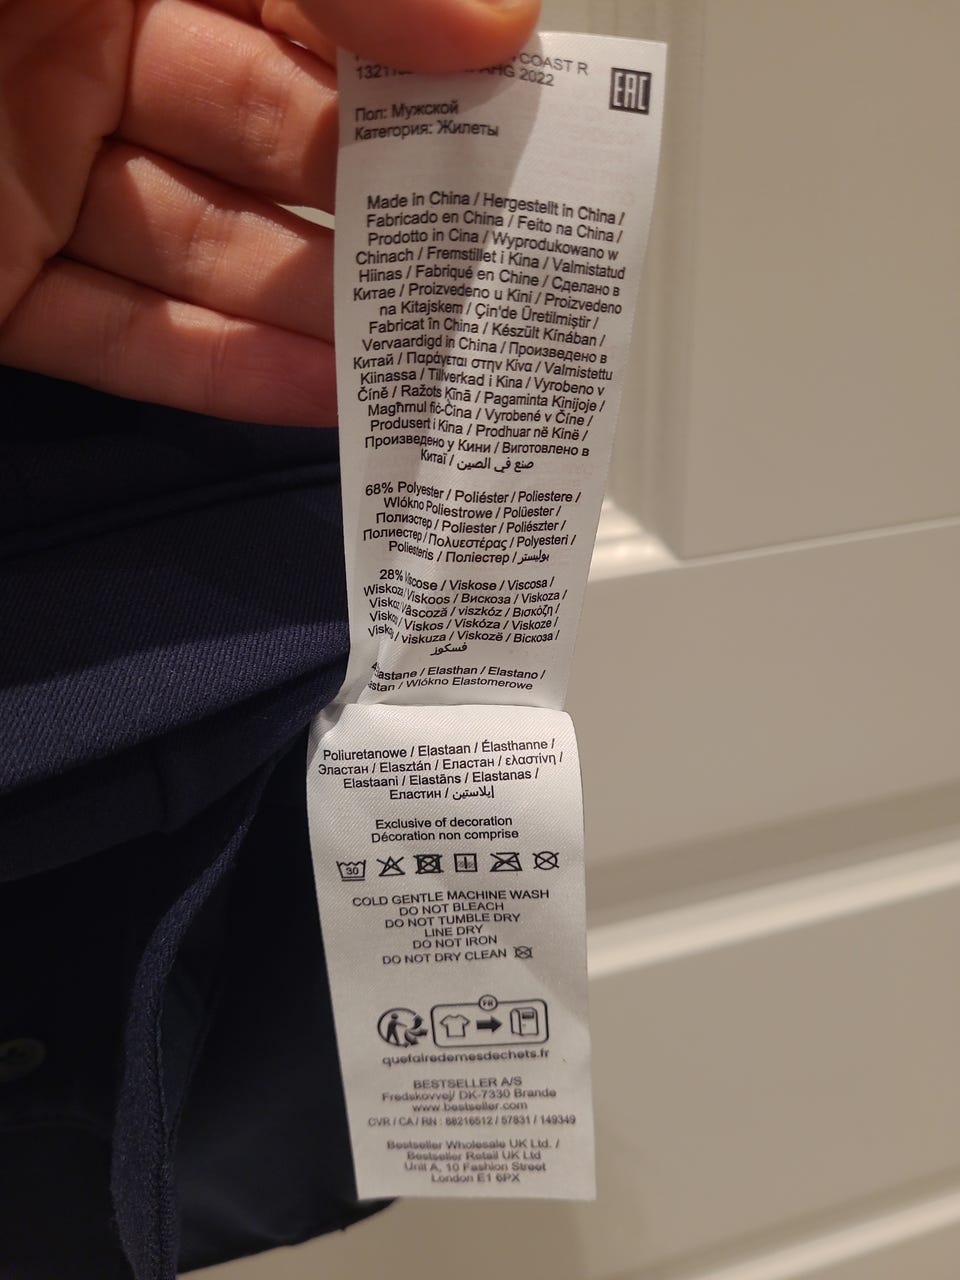 COAST R
2022
EAC
Пол: Мужской
Категория: Жилеты
Made in China / Hergestellt in China /
Fabricado en China / Feito na China /
Prodotto in Cina / Wyprodukowano w
Chinach / Fremstillet i Kina / Valmistatud
Hiinas / Fabriqué en Chine / Сделано в
Китае / Proizvedeno u Kini / Proizvedeno
na Kitajskem / Çin'de Üretilmiştir /
Fabricat în China / Készült Kínában /
Vervaardigd in China / Произведено в
Китай / Παράγεται στην Κίνα / Valmistettu
Kiinassa / Tillverkad i Kina / Vyrobeno v
Číně / Ražots Ķīnā / Pagaminta Kinijoje /
Magħmul fiċ-Ċina / Vyrobené v Číne /
Produsert i Kina / Prodhuar në Kinë /
Произведено у Кини / Виготовлено в
Китаї / صنع في الصين
68% Polyester / Poliéster / Poliestere /
Wlókno Poliestrowe / Polüester /
Полиэстер / Poliester / Poliészter /
Полиестер / Πολυεστέρας / Polyesteri /
Poliesteris / Поліестер / بوليستر
28% Viscose / Viskose / Viscosa /
Wiskoza / Viskoos / Вискоза / Viskoza /
Vâscoză / viszkóz / Βισκόζη /
Viskos / Viskóza / Viskoze /
viskuza / Viskozë / Віскоза /
فسكوز
Elasthan / Elastano /
Wlókno Elastomerowe
Poliuretanowe / Elastaan / Élasthanne /
Эластан / Elasztán / Еластан / ελαστίνη /
Elastaani / Elastāns / Elastanas /
Еластин / إيلاستين
Exclusive of decoration
Décoration non comprise
30
COLD GENTLE MACHINE WASH
DO NOT BLEACH
DO NOT TUMBLE DRY
LINE DRY
DO NOT IRON
DO NOT DRY CLEAN
FR
quefairedemesdechets.fr
BESTSELLER A/S
Fredskovvej/ DK-7330 Brande
www.bestseller.com
CVR / CA / RN : 88216512 / 57831 / 149349
Bestseller Wholesale UK Ltd. /
Bestseller Retail UK Ltd
Unit A, 10 Fashion Street
London E1 6PX